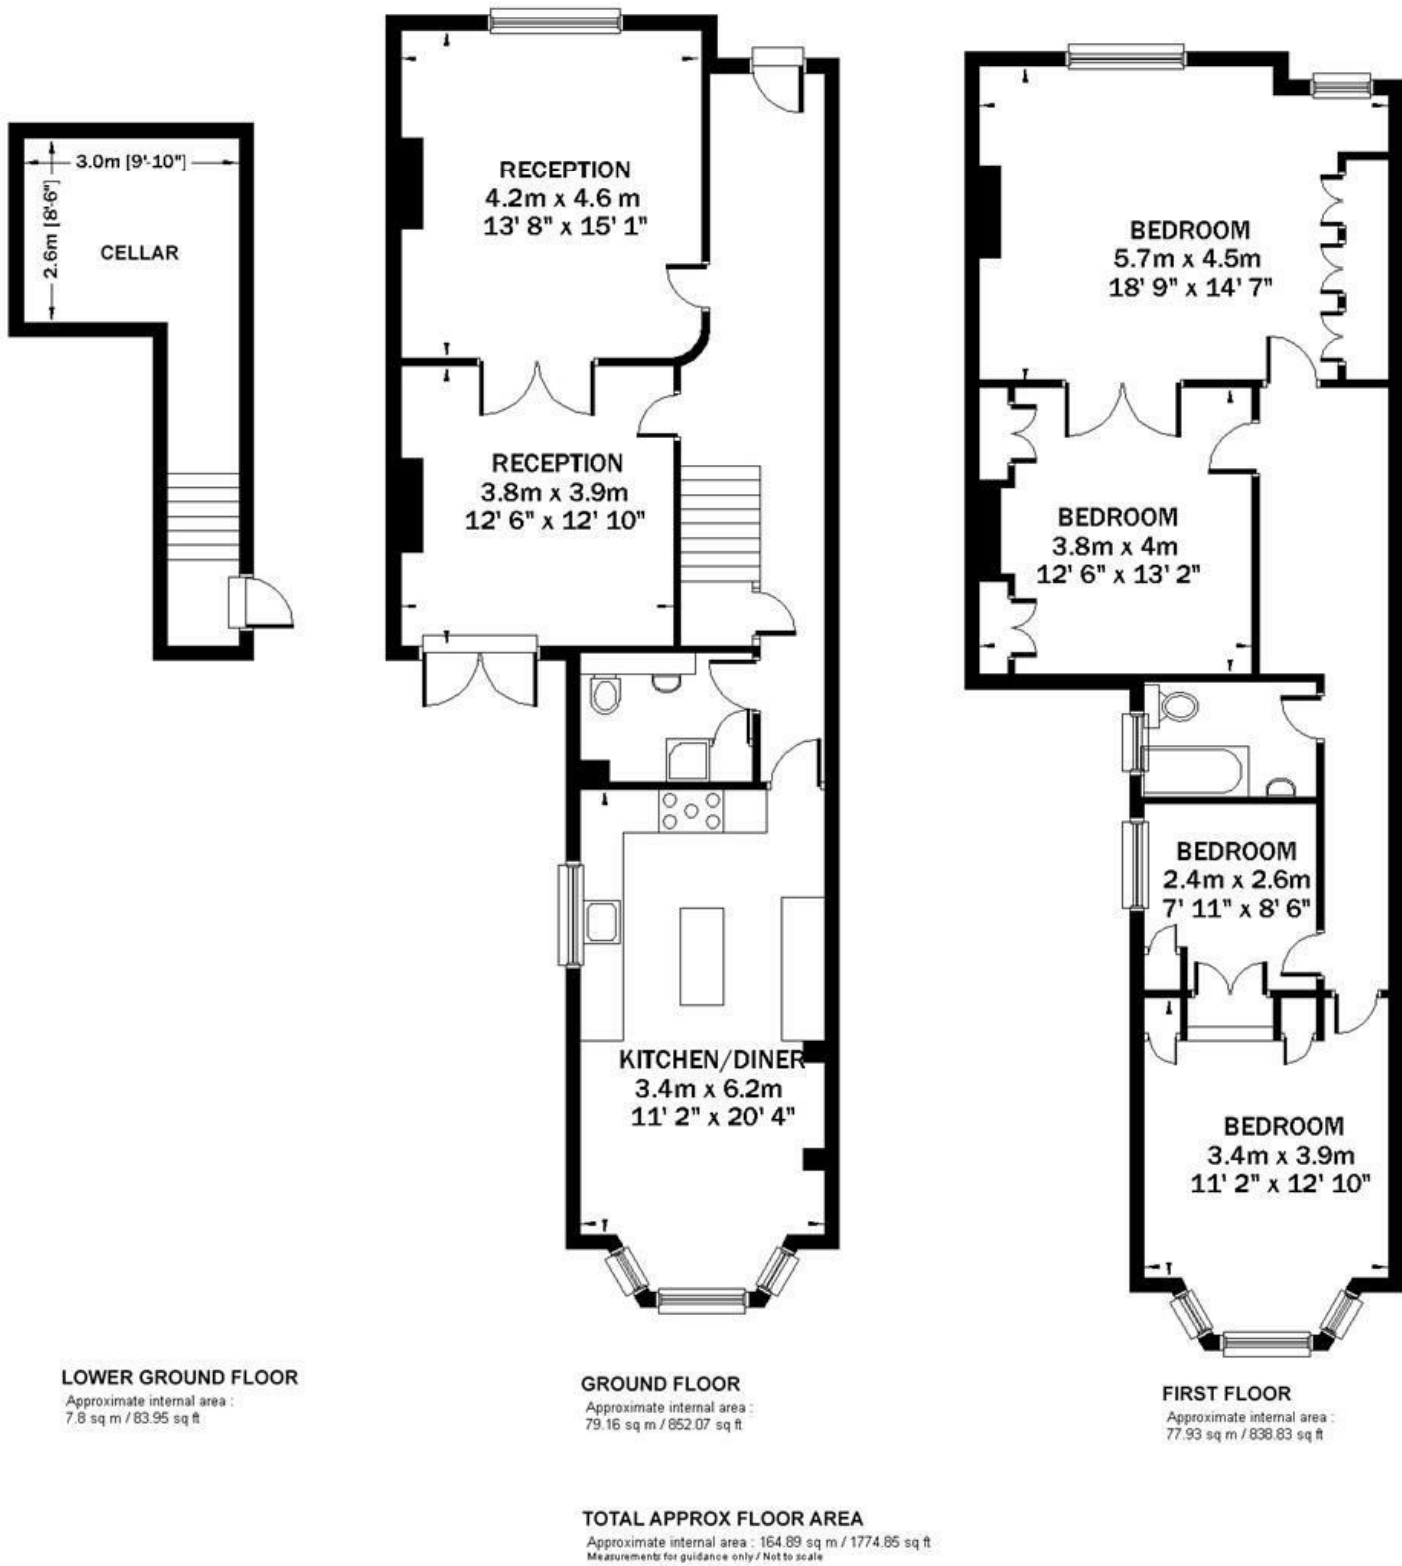 3.0m [9'-10"]
2.6m [8'-6"]
CELLAR
LOWER GROUND FLOOR
Approximate internal area :
7.8 sq m / 83.95 sq ft
RECEPTION
4.2m x 4.6 m
13' 8" x 15' 1"
RECEPTION
3.8m x 3.9m
12' 6" x 12' 10"
KITCHEN/DINER
3.4m x 6.2m
11' 2" x 20' 4"
GROUND FLOOR
Approximate internal area :
79.16 sq m / 852.07 sq ft
BEDROOM
5.7m x 4.5m
18' 9" x 14' 7"
BEDROOM
3.8m x 4m
12' 6" x 13' 2"
BEDROOM
2.4m x 2.6m
7' 11" x 8' 6"
BEDROOM
3.4m x 3.9m
11' 2" x 12' 10"
FIRST FLOOR
Approximate internal area :
77.93 sq m / 838.83 sq ft
TOTAL APPROX FLOOR AREA
Approximate internal area : 164.89 sq m / 1774.85 sq ft
Measurements for guidance only / Not to scale